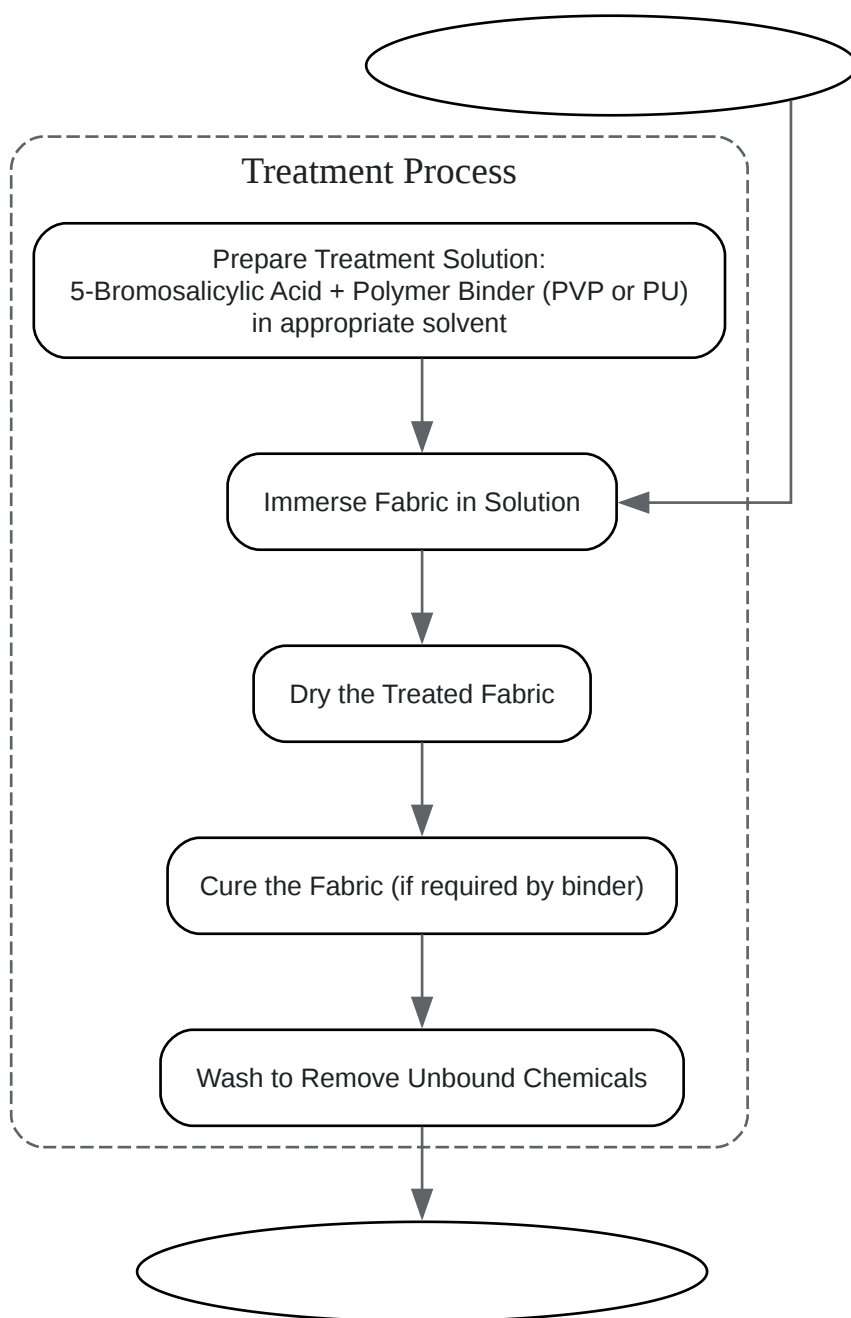 Treatment Process
Prepare Treatment Solution:
5-Bromosalicylic Acid + Polymer Binder (PVP or PU)
in appropriate solvent
Immerse Fabric in Solution
Dry the Treated Fabric
Cure the Fabric (if required by binder)
Wash to Remove Unbound Chemicals